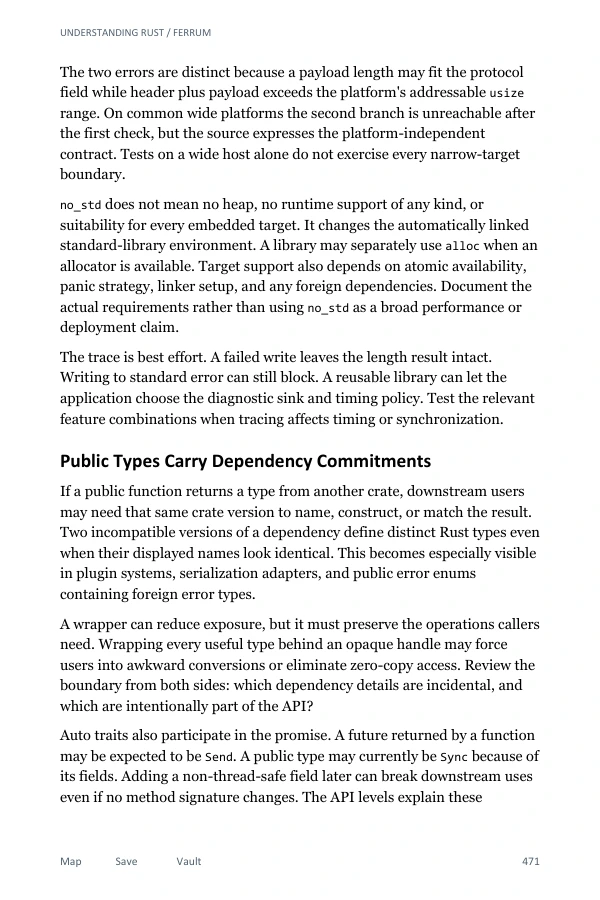 UNDERSTANDING RUST / FERRUM
The two errors are distinct because a payload length may fit the protocol
field while header plus payload exceeds the platform's addressable usize
range. On common wide platforms the second branch is unreachable after
the first check, but the source expresses the platform-independent
contract. Tests on a wide host alone do not exercise every narrow-target
boundary.
no_std does not mean no heap, no runtime support of any kind, or
suitability for every embedded target. It changes the automatically linked
standard-library environment. A library may separately use alloc when an
allocator is available. Target support also depends on atomic availability,
panic strategy, linker setup, and any foreign dependencies. Document the
actual requirements rather than using no_std as a broad performance or
deployment claim.
The trace is best effort. A failed write leaves the length result intact.
Writing to standard error can still block. A reusable library can let the
application choose the diagnostic sink and timing policy. Test the relevant
feature combinations when tracing affects timing or synchronization.
Public Types Carry Dependency Commitments
If a public function returns a type from another crate, downstream users
may need that same crate version to name, construct, or match the result.
Two incompatible versions of a dependency define distinct Rust types even
when their displayed names look identical. This becomes especially visible
in plugin systems, serialization adapters, and public error enums
containing foreign error types.
A wrapper can reduce exposure, but it must preserve the operations callers
need. Wrapping every useful type behind an opaque handle may force
users into awkward conversions or eliminate zero-copy access. Review the
boundary from both sides: which dependency details are incidental, and
which are intentionally part of the API?
Auto traits also participate in the promise. A future returned by a function
may be expected to be Send. A public type may currently be Sync because of
its fields. Adding a non-thread-safe field later can break downstream uses
even if no method signature changes. The API levels explain these
Map Save Vault 471